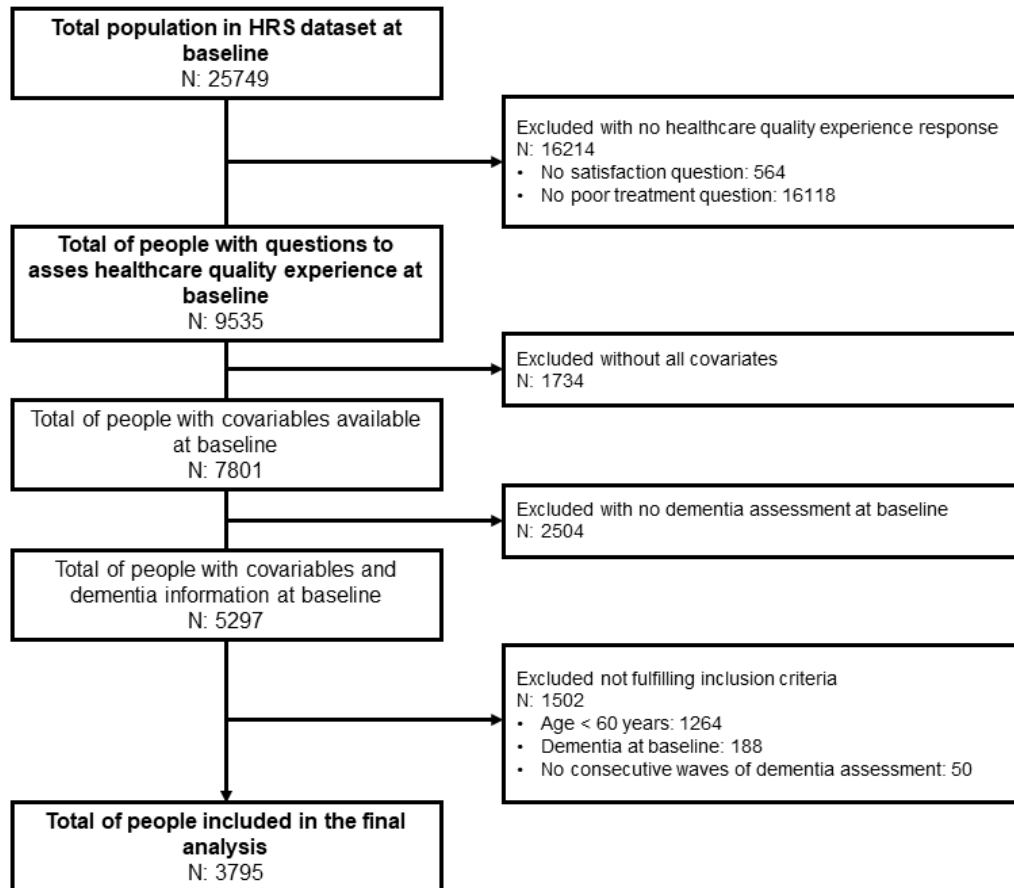 Total population in HRS dataset at
baseline
N: 25749
Excluded with no healthcare quality experience response
N: 16214
• No satisfaction question: 564
• No poor treatment question: 16118
Total of people with questions to
asses healthcare quality experience at
baseline
N: 9535
Excluded without all covariates
N: 1734
Total of people with covariables available
at baseline
N: 7801
Excluded with no dementia assessment at baseline
N: 2504
Total of people with covariables and
dementia information at baseline
N: 5297
Excluded not fulfilling inclusion criteria
N: 1502
• Age < 60 years: 1264
• Dementia at baseline: 188
• No consecutive waves of dementia assessment: 50
Total of people included in the final
analysis
N: 3795